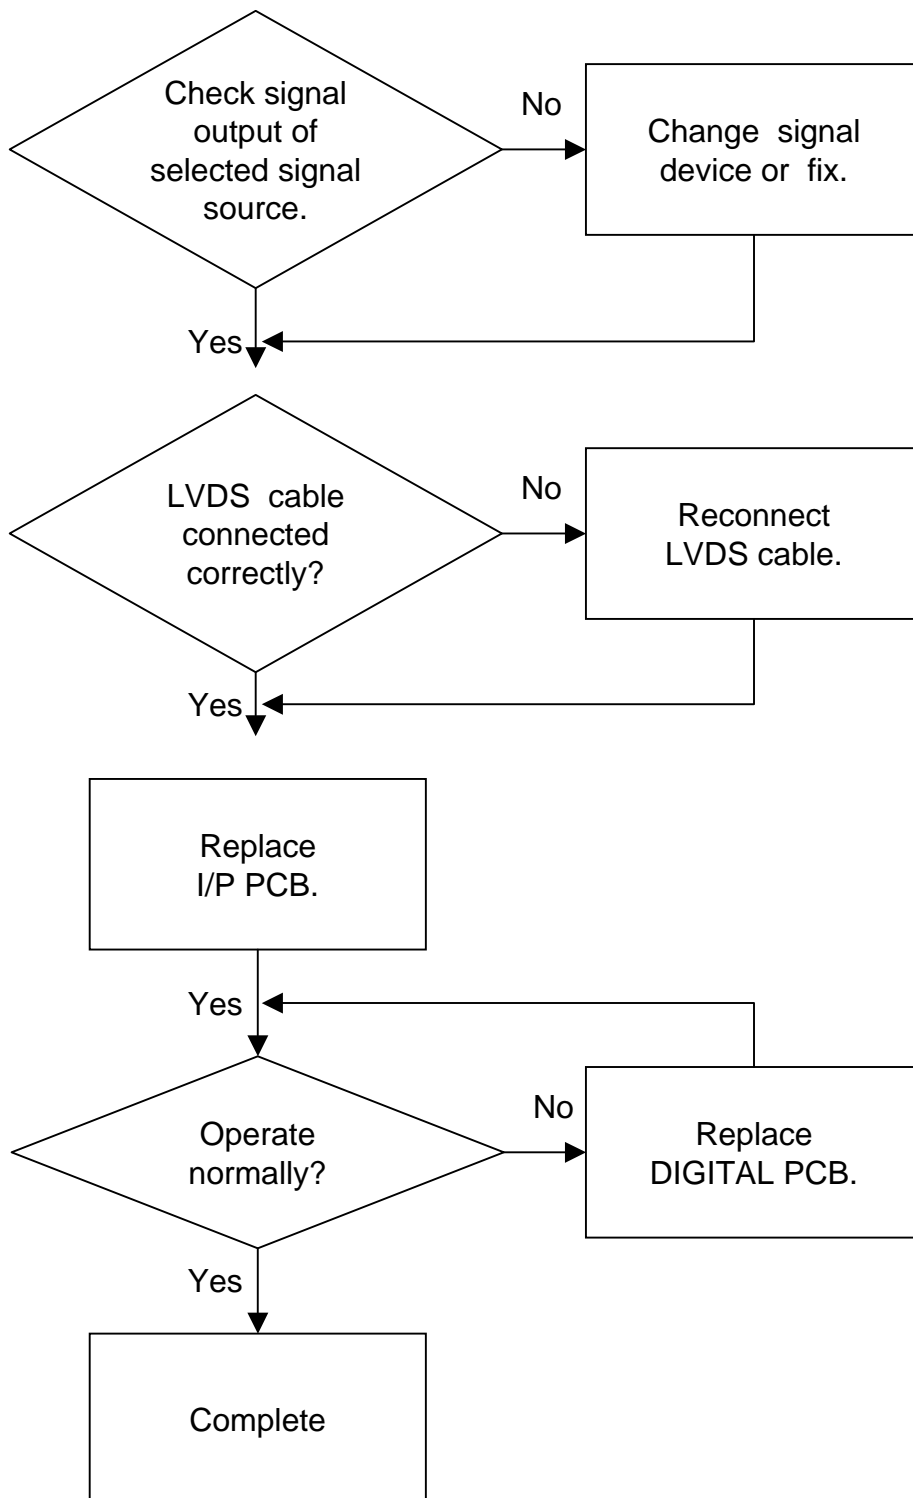 Check signal
output of
selected signal
source.
No
Change signal
device or fix.
Yes
LVDS cable
connected
correctly?
No
Reconnect
LVDS cable.
Yes
Replace
I/P PCB.
Yes
Operate
normally?
No
Replace
DIGITAL PCB.
Yes
Complete